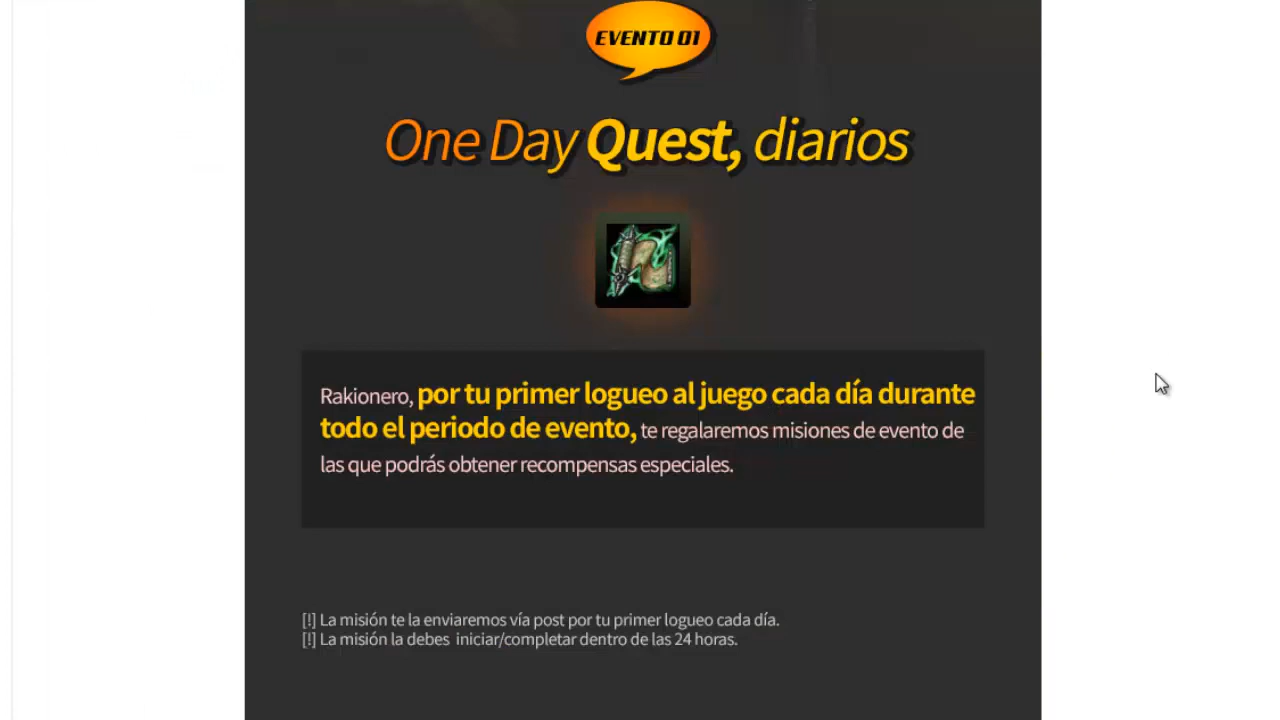 EVENTO 01
One Day Quest, diarios
Rakionero, por tu primer logueo al juego cada día durante
todo el periodo de evento, te regalaremos misiones de evento de
las que podrás obtener recompensas especiales.
[!] La misión te la enviaremos vía post por tu primer logueo cada día.
[!] La misión la debes iniciar/completar dentro de las 24 horas.